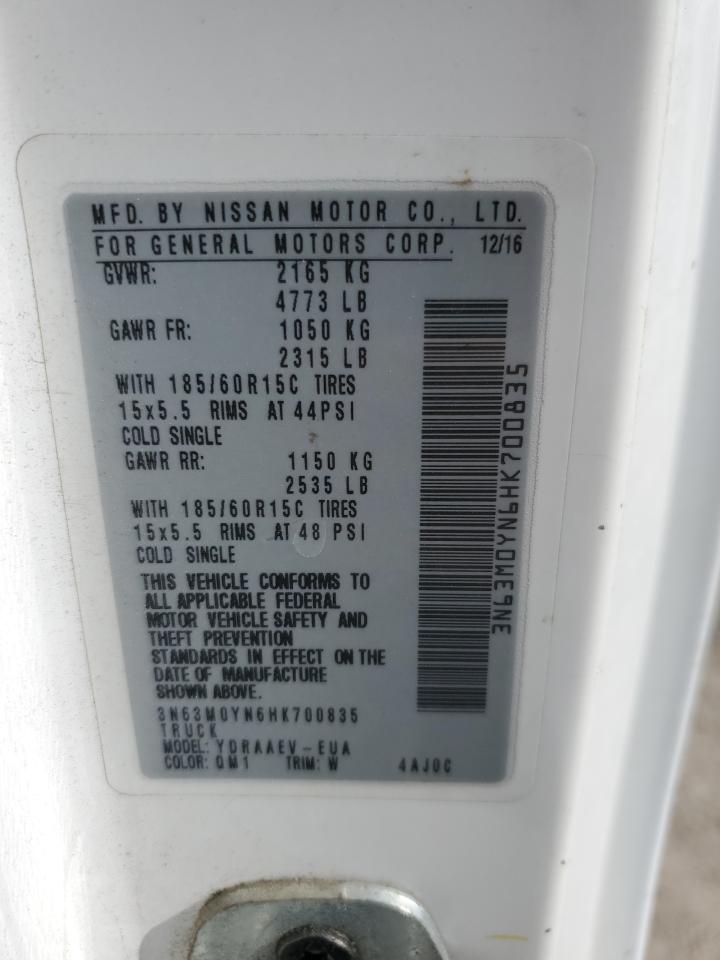 MFD. BY NISSAN MOTOR CO., LTD.
FOR GENERAL MOTORS CORP. 12/16
GVWR: 2165 KG
4773 LB
GAWR FR: 1050 KG
2315 LB
WITH 185/60R15C TIRES
15x5.5 RIMS AT 44PSI
COLD SINGLE
GAWR RR: 1150 KG
2535 LB
WITH 185/60R15C TIRES
15x5.5 RIMS AT 48 PSI
COLD SINGLE
THIS VEHICLE CONFORMS TO
ALL APPLICABLE FEDERAL
MOTOR VEHICLE SAFETY AND
THEFT PREVENTION
STANDARDS IN EFFECT ON THE
DATE OF MANUFACTURE
SHOWN ABOVE.
3N63M0YN6HK700835
TRUCK
MODEL: YDRAAEV-EUA
COLOR: QM1 TRIM: W 4AJ0C
3N63M0YN6HK700835